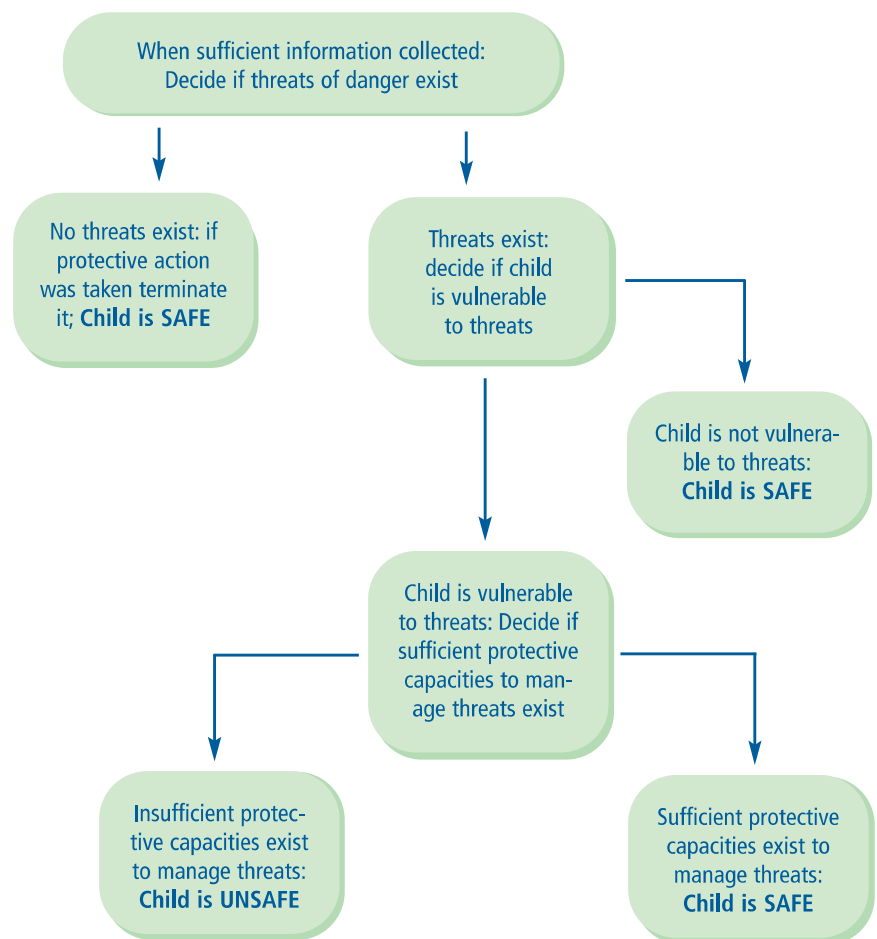 When sufficient information collected:
Decide if threats of danger exist
No threats exist: if
protective action
was taken terminate
it; Child is SAFE
Threats exist:
decide if child
is vulnerable
to threats
Child is not vulnera-
ble to threats:
Child is SAFE
Child is vulnerable
to threats: Decide if
sufficient protective
capacities to man-
age threats exist
Insufficient protec-
tive capacities exist
to manage threats:
Child is UNSAFE
Sufficient protective
capacities exist to
manage threats:
Child is SAFE